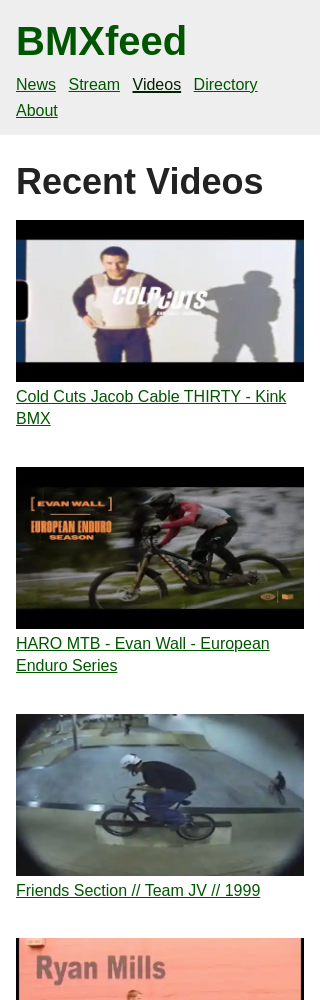 BMXfeed
News Stream Videos Directory
About
Recent Videos
COLD CUTS
Cold Cuts Jacob Cable THIRTY - Kink
BMX
[ EVAN WALL ]
EUROPEAN ENDURO
SEASON
HARO MTB - Evan Wall - European
Enduro Series
Friends Section // Team JV // 1999
Ryan Mills